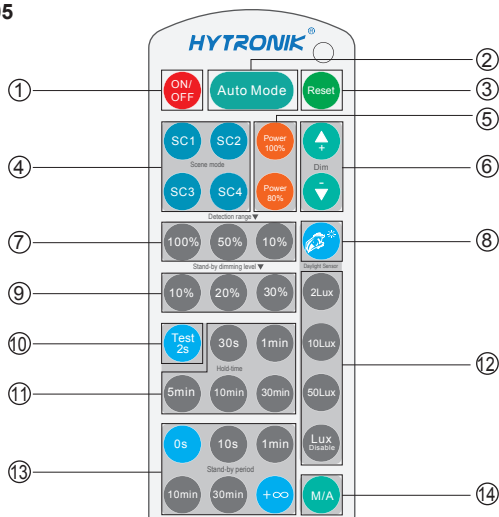 05
HYTRONIK
① ON/OFF Auto Mode Reset ②
③
⑤
④ SC1 SC2 Power 100% + ⑥
Scene mode Dim
SC3 SC4 Power 80% -
Detection range▼
⑦ 100% 50% 10% ⑧
Stand-by dimming level▼ Daylight Sensor
⑨ 10% 20% 30% 2Lux
⑩ Test 2s 30s 1min 10Lux ⑫
Hold-time
⑪ 5min 10min 30min 50Lux
⑬ 0s 10s 1min Lux Disable
Stand-by period
10min 30min +∞ M/A ⑭